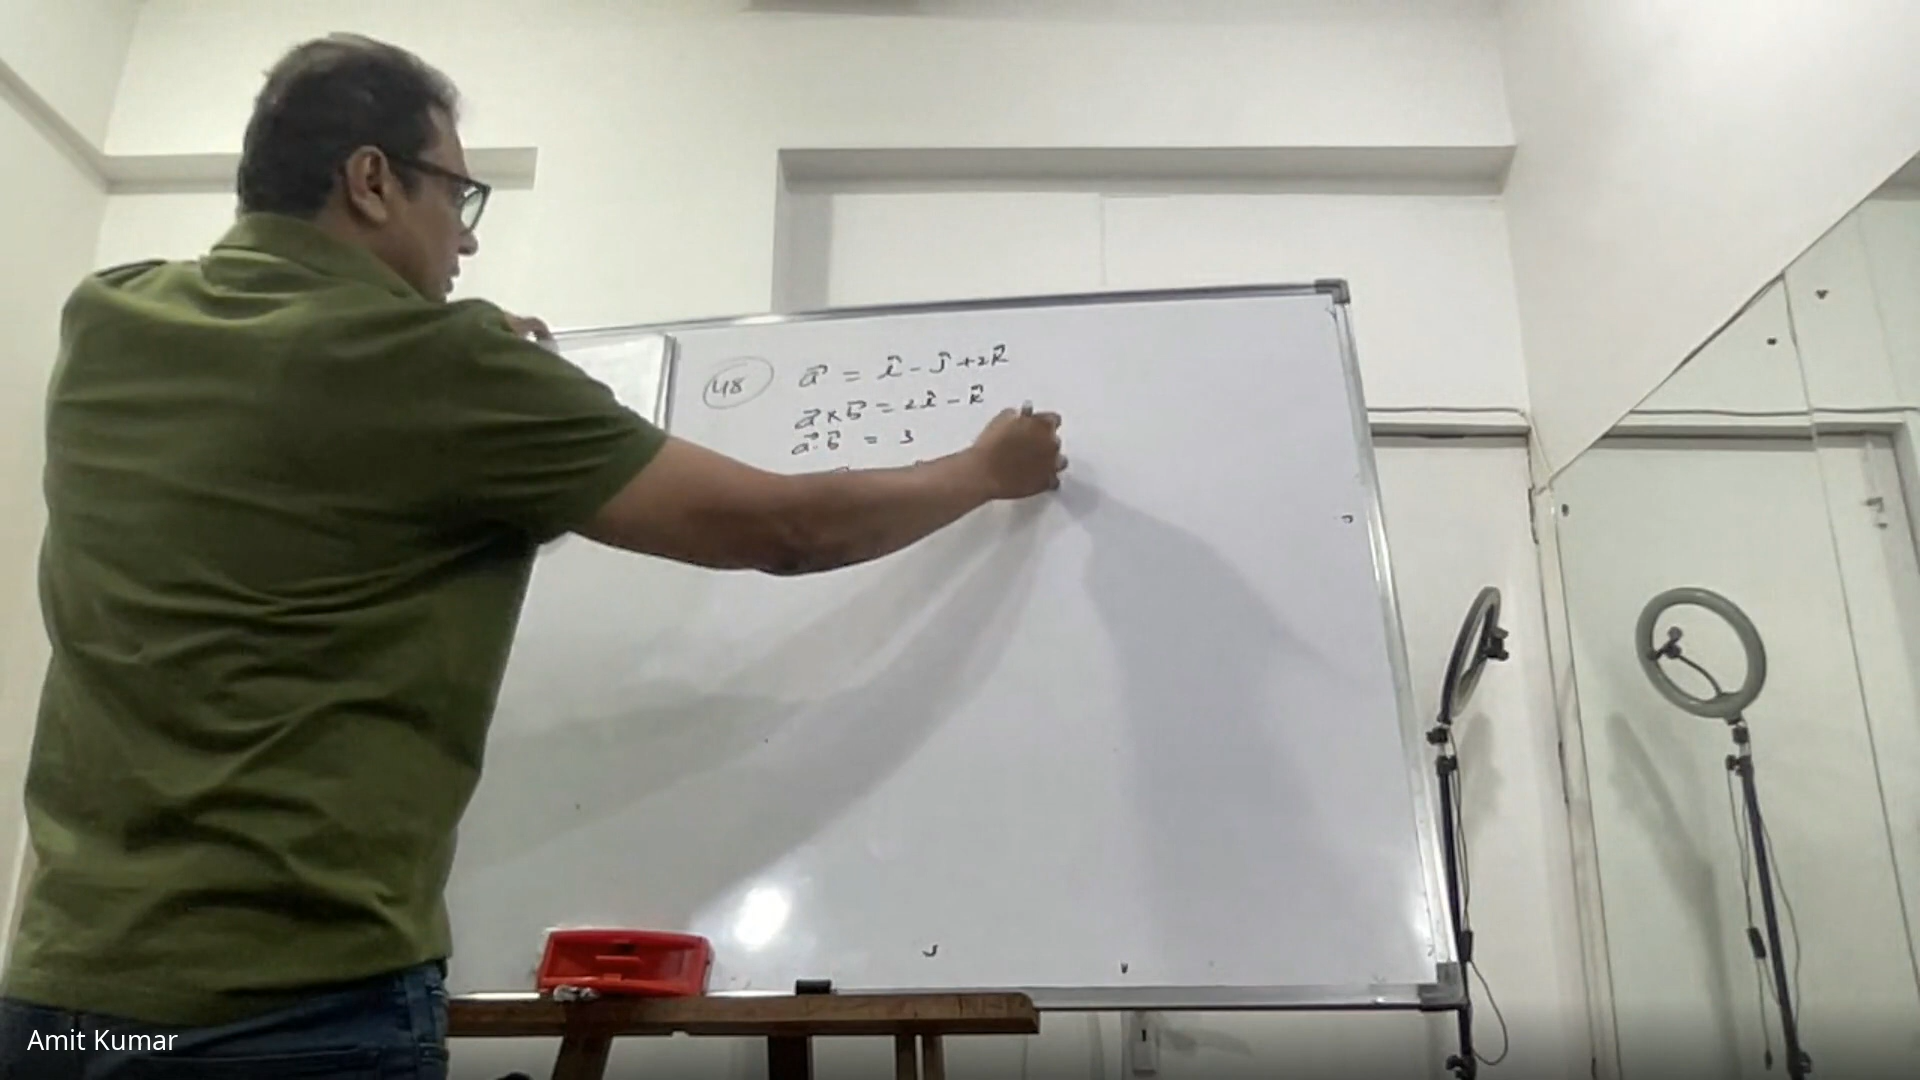 48 a⃗ = î - ĵ + 2k̂
a⃗ × b⃗ = 2î - k̂
a⃗ . b⃗ = 3
Amit Kumar